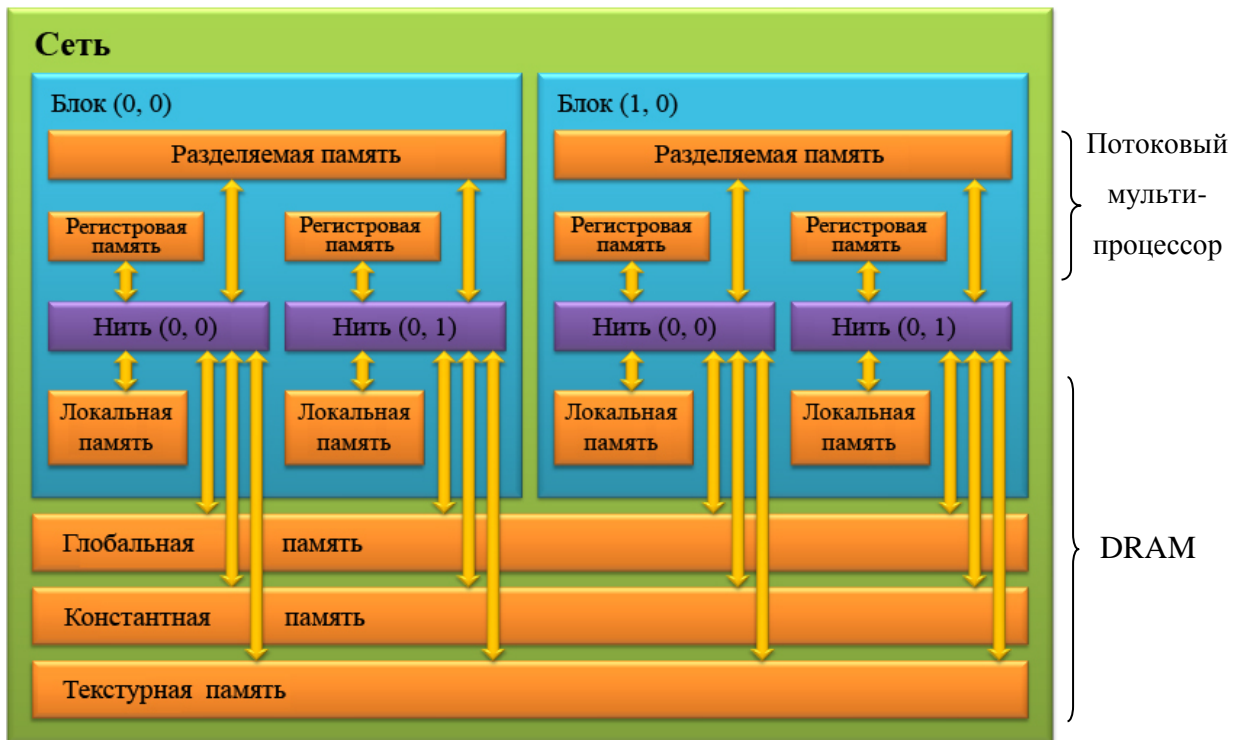 Сеть
Блок (0, 0)
Разделяемая память
Регистровая
память
Регистровая
память
Нить (0, 0)
Нить (0, 1)
Локальная
память
Локальная
память
Блок (1, 0)
Разделяемая память
Регистровая
память
Регистровая
память
Нить (0, 0)
Нить (0, 1)
Локальная
память
Локальная
память
Глобальная память
Константная память
Текстурная память
Потоковый
мульти-
процессор
DRAM